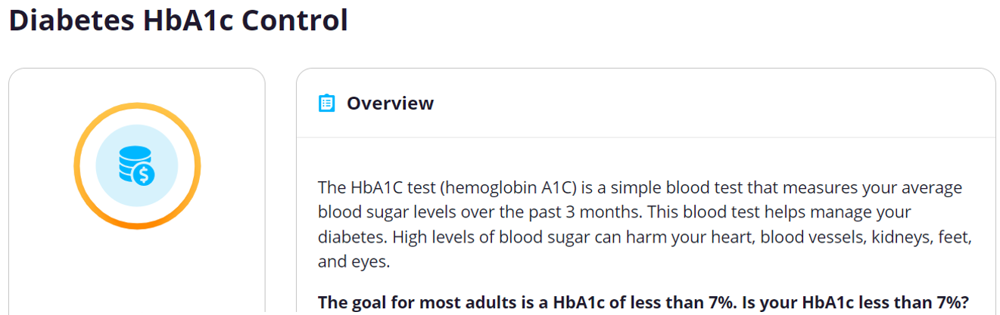 Diabetes HbA1c Control
Overview
The HbA1C test (hemoglobin A1C) is a simple blood test that measures your average
blood sugar levels over the past 3 months. This blood test helps manage your
diabetes. High levels of blood sugar can harm your heart, blood vessels, kidneys, feet,
and eyes.
The goal for most adults is a HbA1c of less than 7%. Is your HbA1c less than 7%?